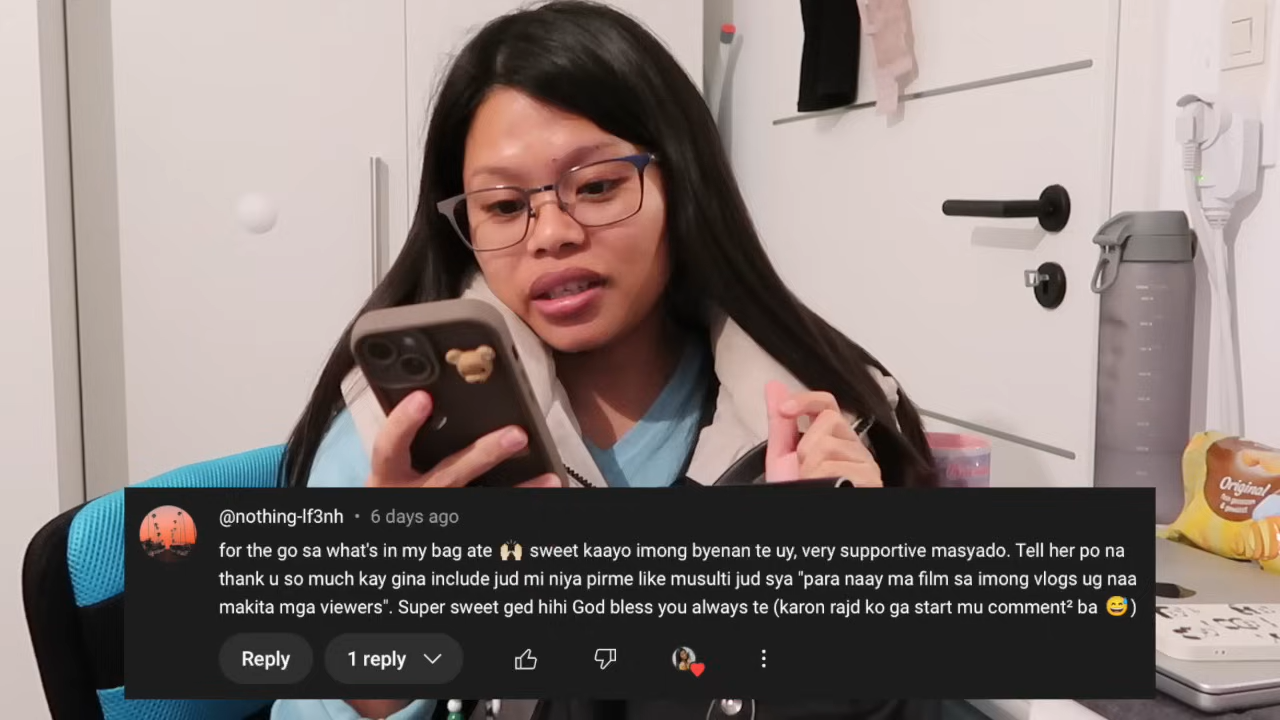 @nothing-lf3nh • 6 days ago
for the go sa what's in my bag ate 🙌🏻 sweet kaayo imong byenan te uy, very supportive masyado. Tell her po na
thank u so much kay gina include jud mi niya pirme like musulti jud sya "para naay ma film sa imong vlogs ug naa
makita mga viewers". Super sweet ged hihi God bless you always te (karon rajd ko ga start mu comment² ba 😅)
Reply
1 reply
Original